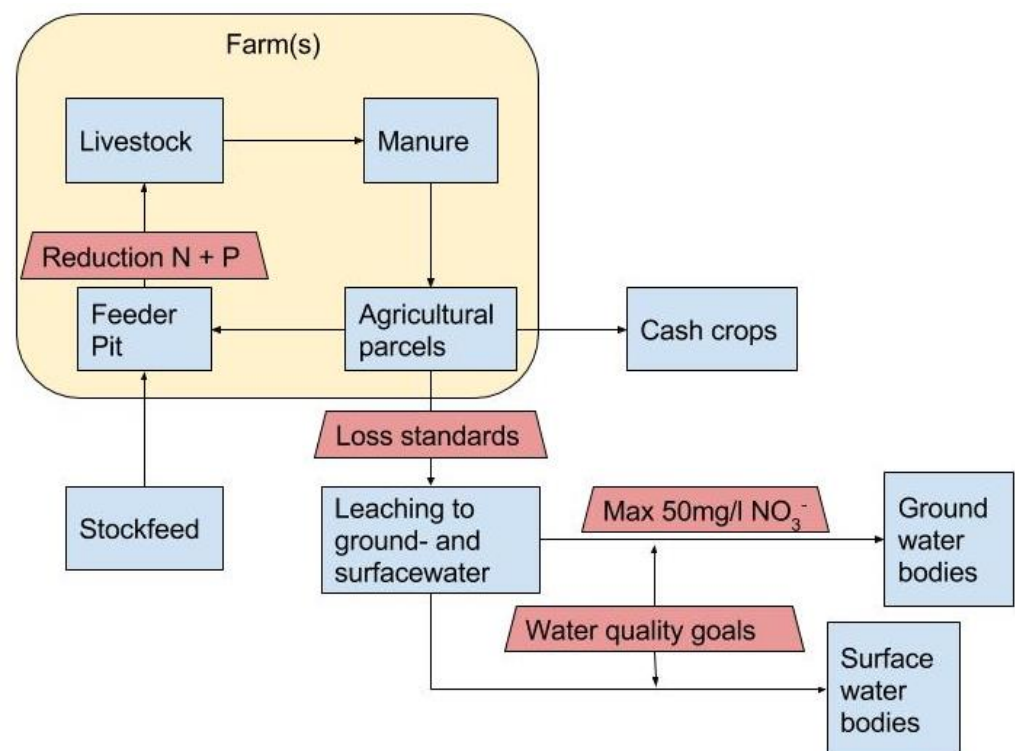 Farm(s)
Livestock
Manure
Reduction N + P
Feeder
Pit
Agricultural
parcels
Cash crops
Loss standards
Stockfeed
Leaching to
ground- and
surfacewater
Max 50mg/l NO₃⁻
Ground
water
bodies
Water quality goals
Surface
water
bodies